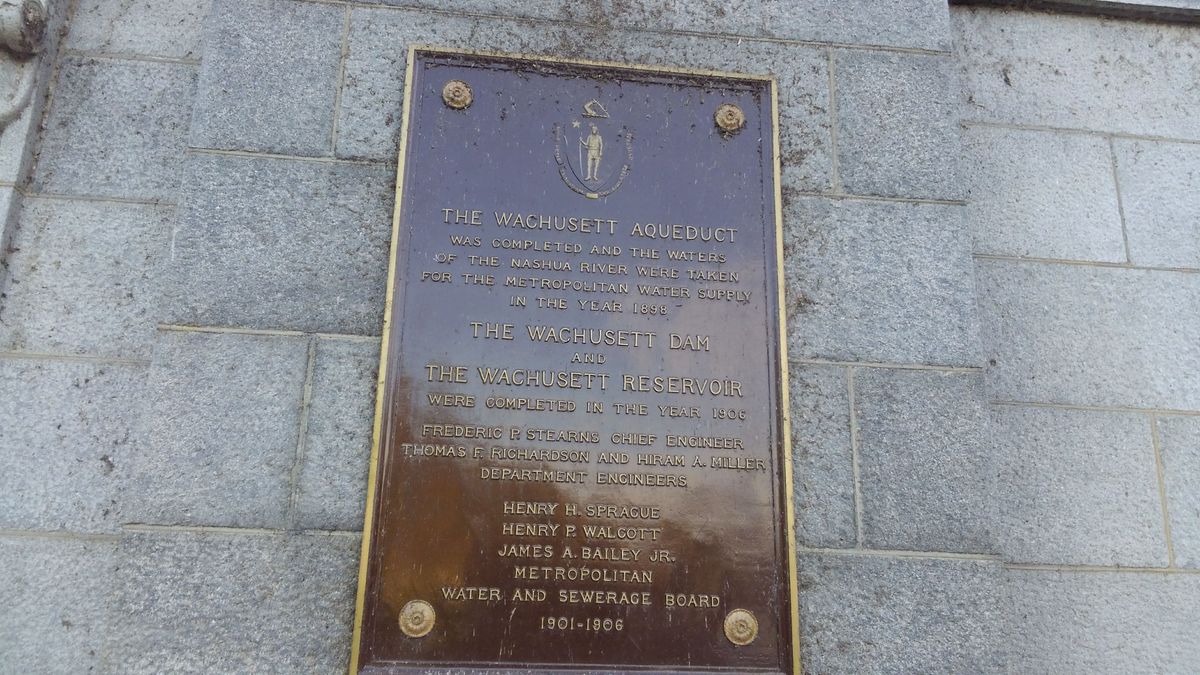 THE WACHUSETT AQUEDUCT
WAS COMPLETED AND THE WATERS
OF THE NASHUA RIVER WERE TAKEN
FOR THE METROPOLITAN WATER SUPPLY
IN THE YEAR 1898
THE WACHUSETT DAM
AND
THE WACHUSETT RESERVOIR
WERE COMPLETED IN THE YEAR 1906
FREDERIC P. STEARNS CHIEF ENGINEER
THOMAS F. RICHARDSON AND HIRAM A. MILLER
DEPARTMENT ENGINEERS
HENRY H. SPRAGUE
HENRY P. WALCOTT
JAMES A. BAILEY JR.
METROPOLITAN
WATER AND SEWERAGE BOARD
1901-1906